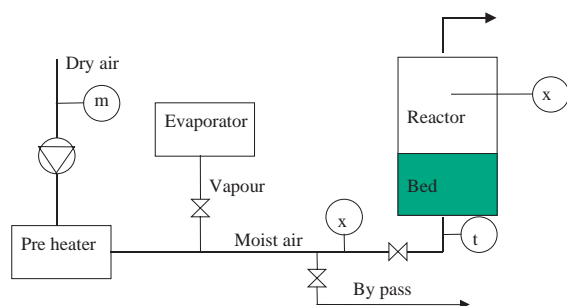 Dry air
m
Evaporator
Reactor
x
Vapour
Bed
Pre heater
Moist air
x
t
By pass